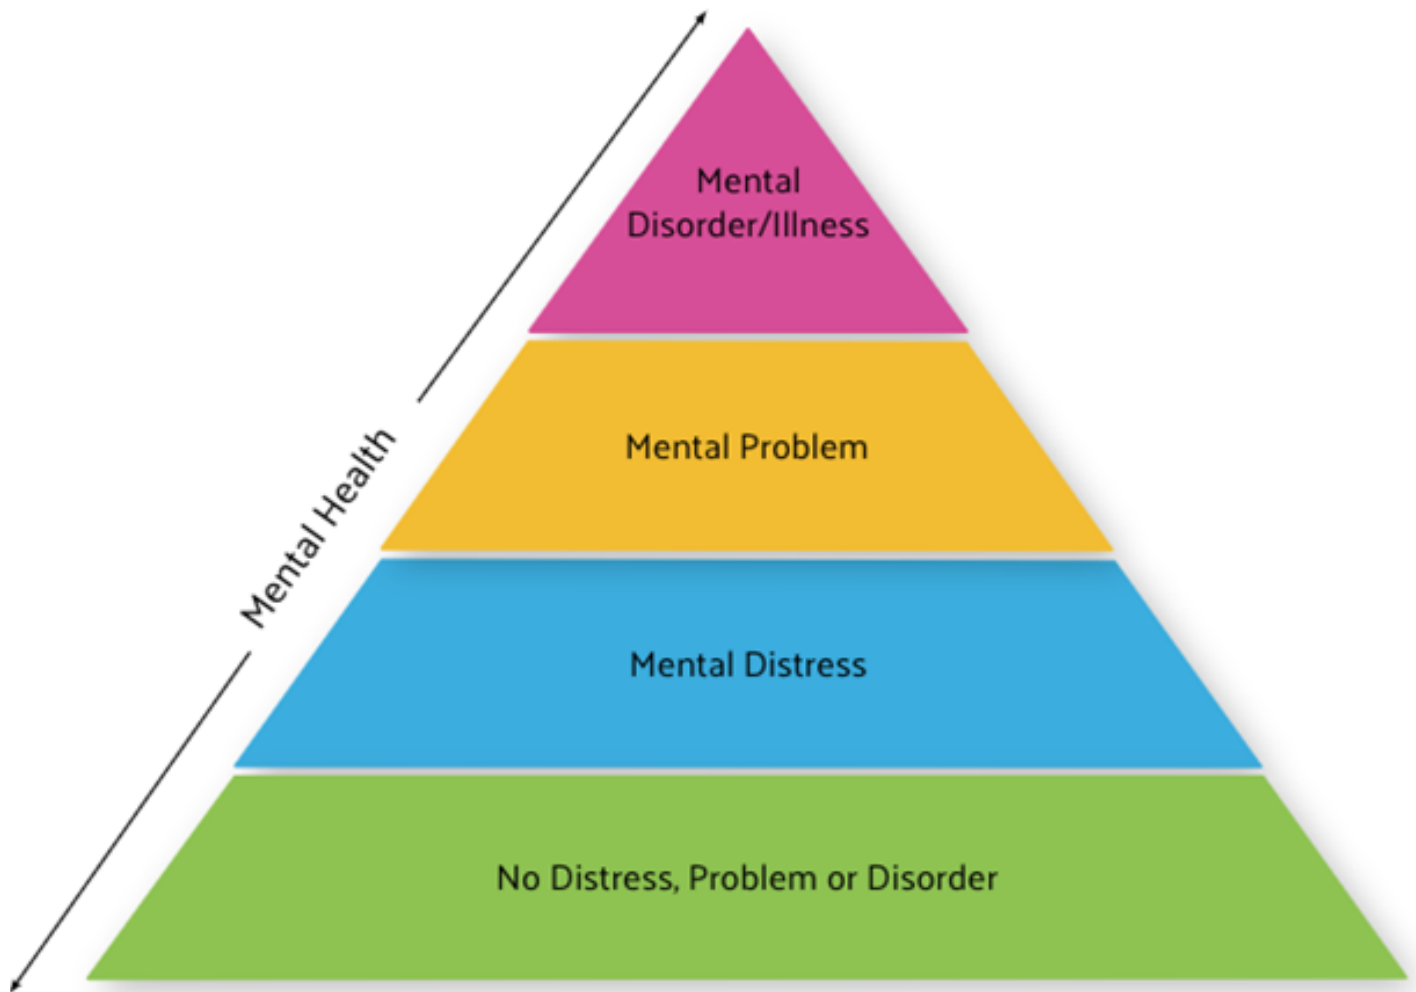 Mental
Disorder/Illness
Mental Problem
Mental Health
Mental Distress
No Distress, Problem or Disorder